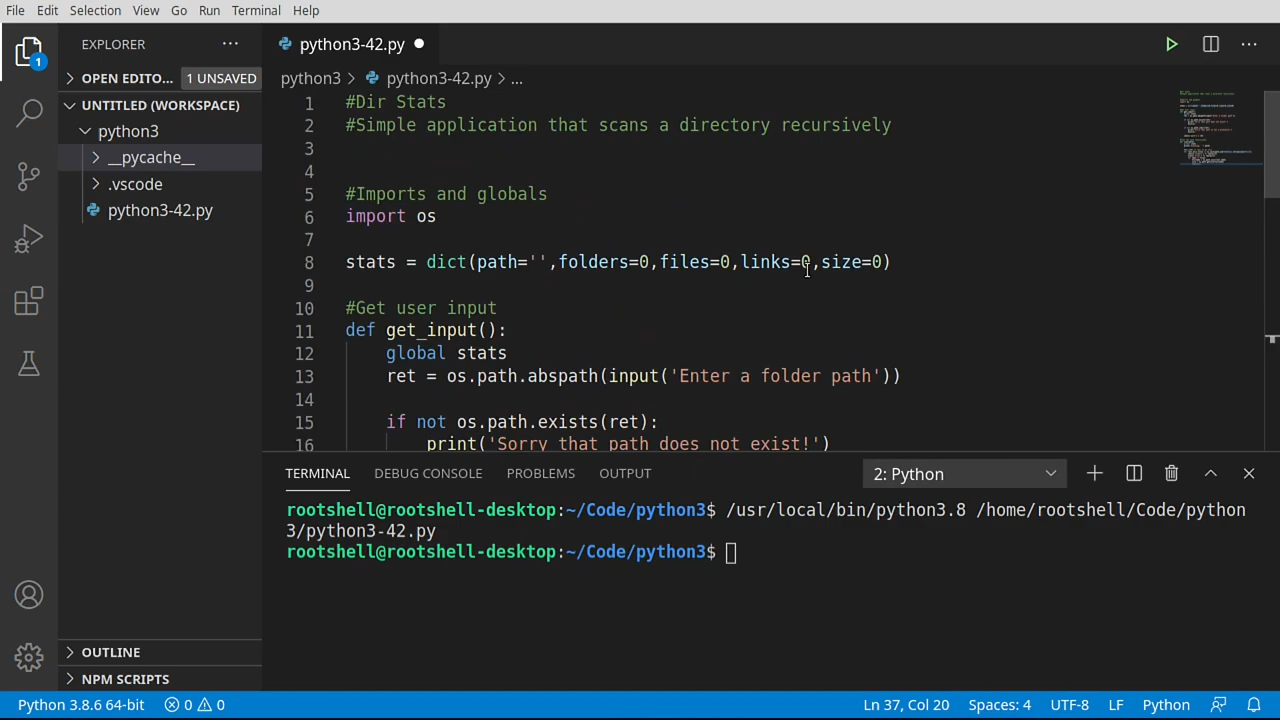 File Edit Selection View Go Run Terminal Help
EXPLORER
python3-42.py
OPEN EDITO... 1 UNSAVED
UNTITLED (WORKSPACE)
python3
__pycache__
.vscode
python3-42.py
OUTLINE
NPM SCRIPTS
1
python3 > python3-42.py > ...
1 #Dir Stats
2 #Simple application that scans a directory recursively
3
4
5 #Imports and globals
6 import os
7
8 stats = dict(path='',folders=0,files=0,links=0,size=0)
9
10 #Get user input
11 def get_input():
12 global stats
13 ret = os.path.abspath(input('Enter a folder path'))
14
15 if not os.path.exists(ret):
16 print('Sorry that path does not exist!')
TERMINAL DEBUG CONSOLE PROBLEMS OUTPUT 2: Python
rootshell@rootshell-desktop:~/Code/python3$ /usr/local/bin/python3.8 /home/rootshell/Code/python
3/python3-42.py
rootshell@rootshell-desktop:~/Code/python3$
Python 3.8.6 64-bit 0 0 Ln 37, Col 20 Spaces: 4 UTF-8 LF Python